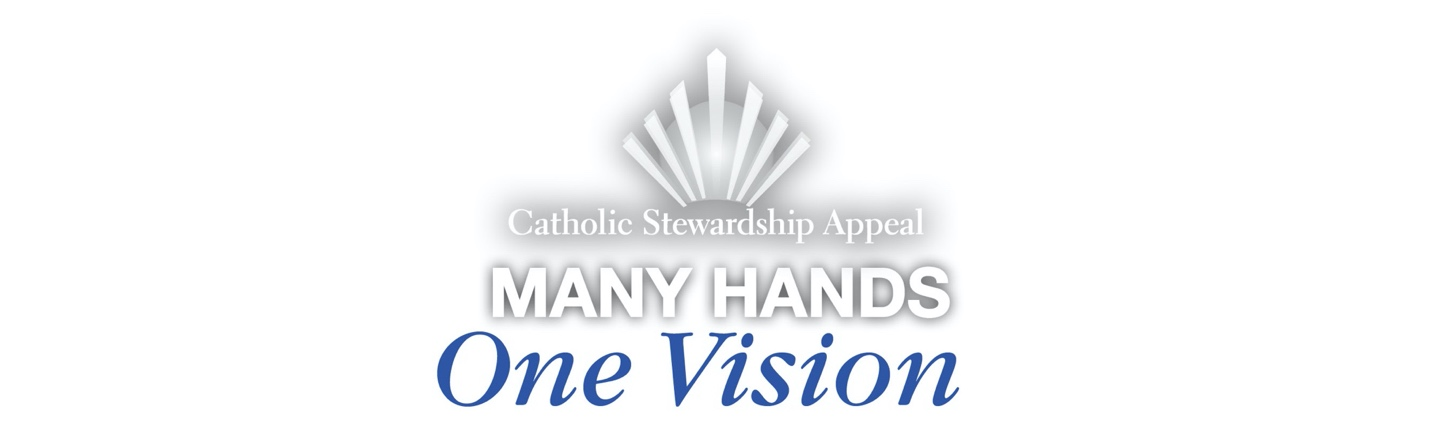 Catholic Stewardship Appeal
MANY HANDS
One Vision